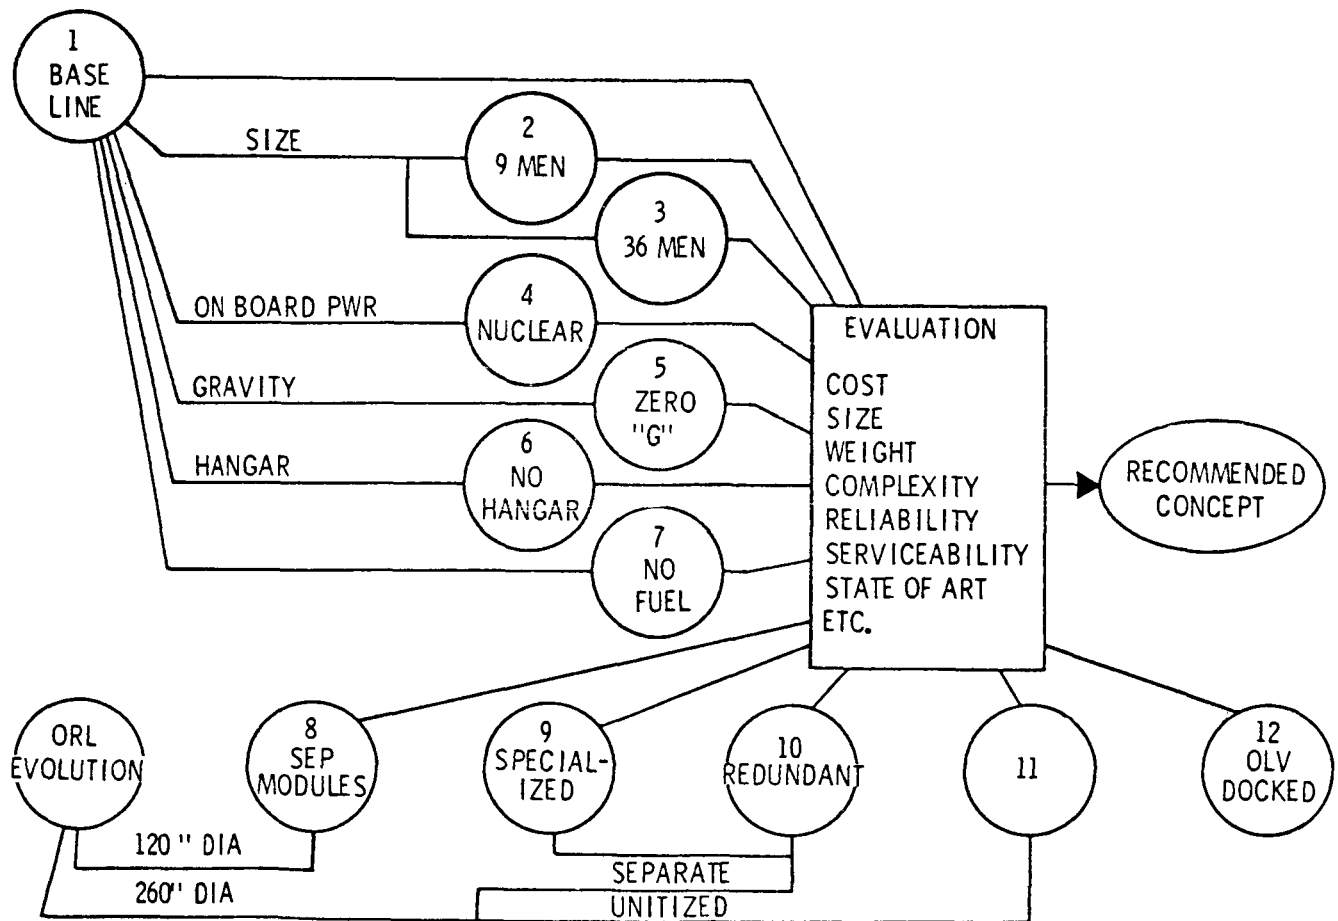 1
BASE
LINE
SIZE
2
9 MEN
3
36 MEN
ON BOARD PWR
4
NUCLEAR
GRAVITY
5
ZERO
"G"
HANGAR
6
NO
HANGAR
7
NO
FUEL
EVALUATION
COST
SIZE
WEIGHT
COMPLEXITY
RELIABILITY
SERVICEABILITY
STATE OF ART
ETC.
RECOMMENDED
CONCEPT
ORL
EVOLUTION
8
SEP
MODULES
9
SPECIAL-
IZED
10
REDUNDANT
11
12
OLV
DOCKED
120" DIA
260" DIA
SEPARATE
UNITIZED